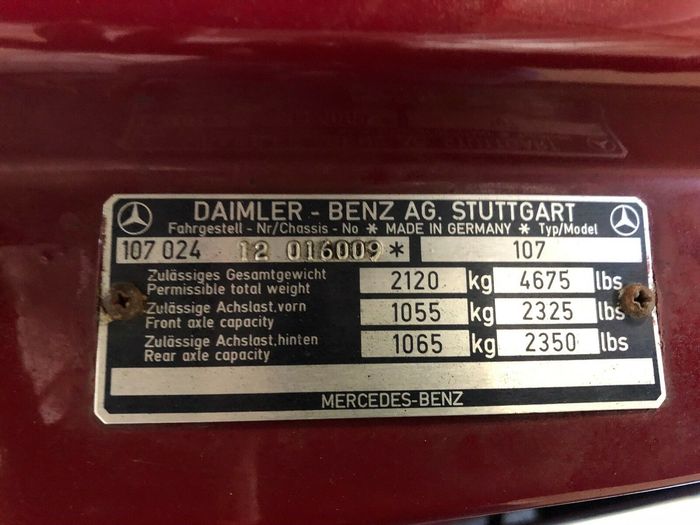 DAIMLER - BENZ AG. STUTTGART
Fahrgestell - Nr/Chassis - No * MADE IN GERMANY * Typ/Model
107 024 12 016009 * 107
Zulässiges Gesamtgewicht
Permissible total weight 2120 kg 4675 lbs
Zulässige Achslast,vorn
Front axle capacity 1055 kg 2325 lbs
Zulässige Achslast,hinten
Rear axle capacity 1065 kg 2350 lbs
MERCEDES-BENZ